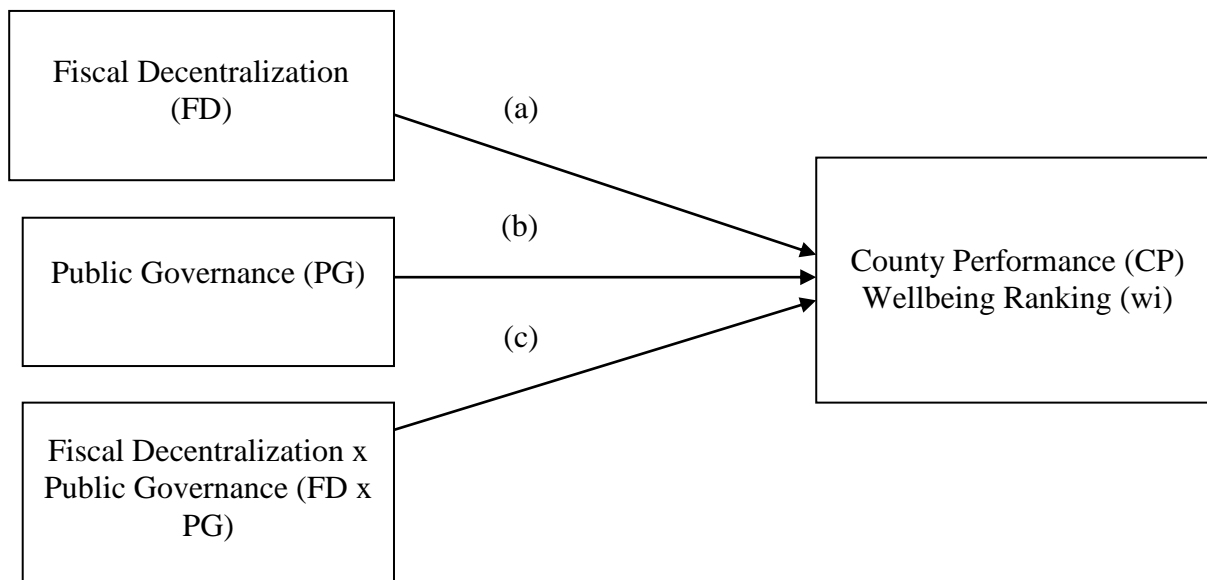 Fiscal Decentralization
(FD)
(a)
Public Governance (PG)
(b)
Fiscal Decentralization x
Public Governance (FD x
PG)
(c)
County Performance (CP)
Wellbeing Ranking (wi)